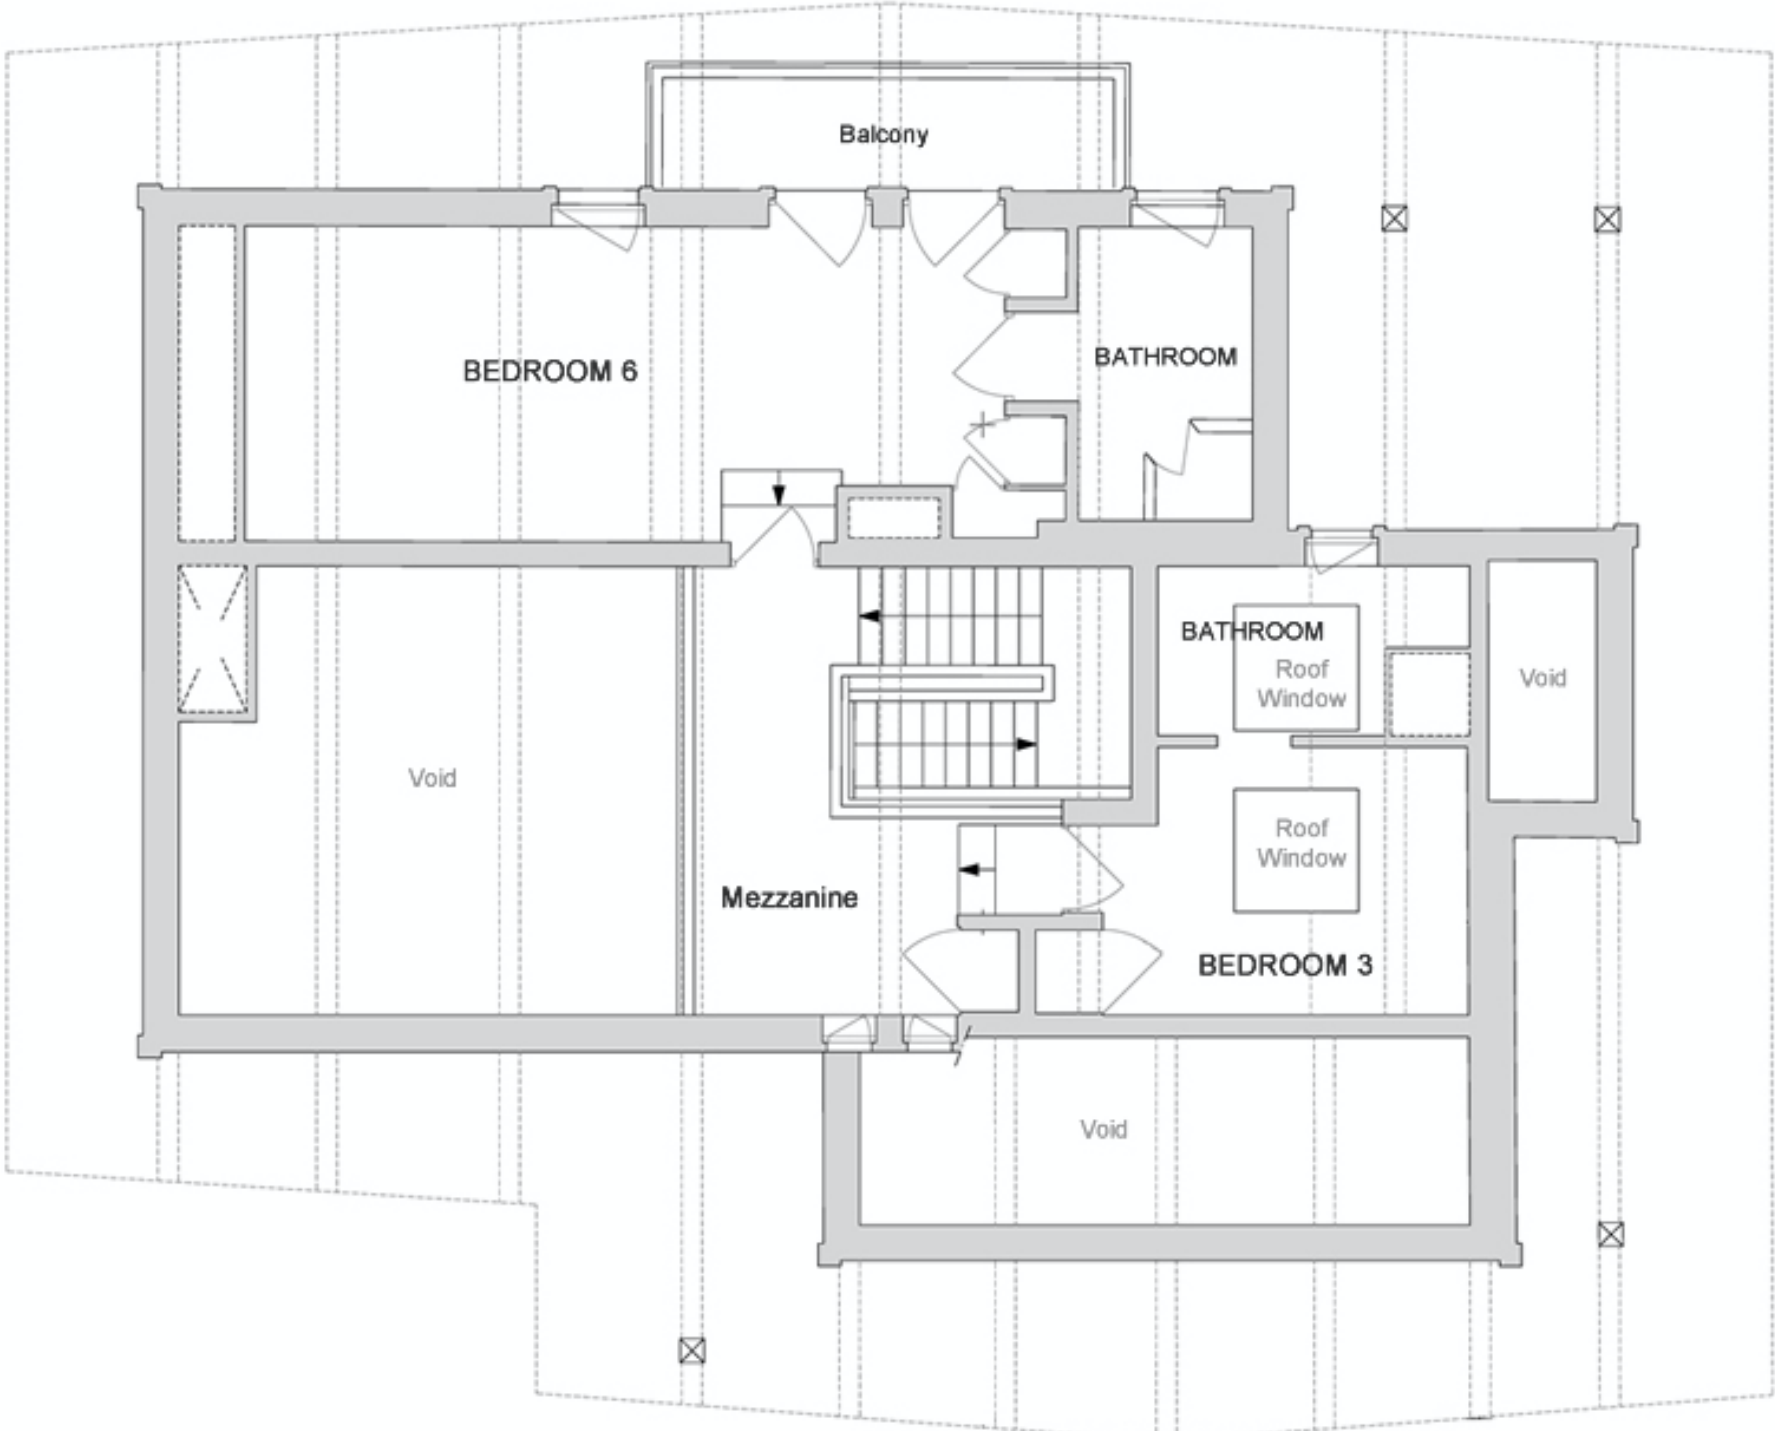 Balcony
BEDROOM 6
BATHROOM
BATHROOM
Roof
Window
Void
Void
Roof
Window
Mezzanine
BEDROOM 3
Void